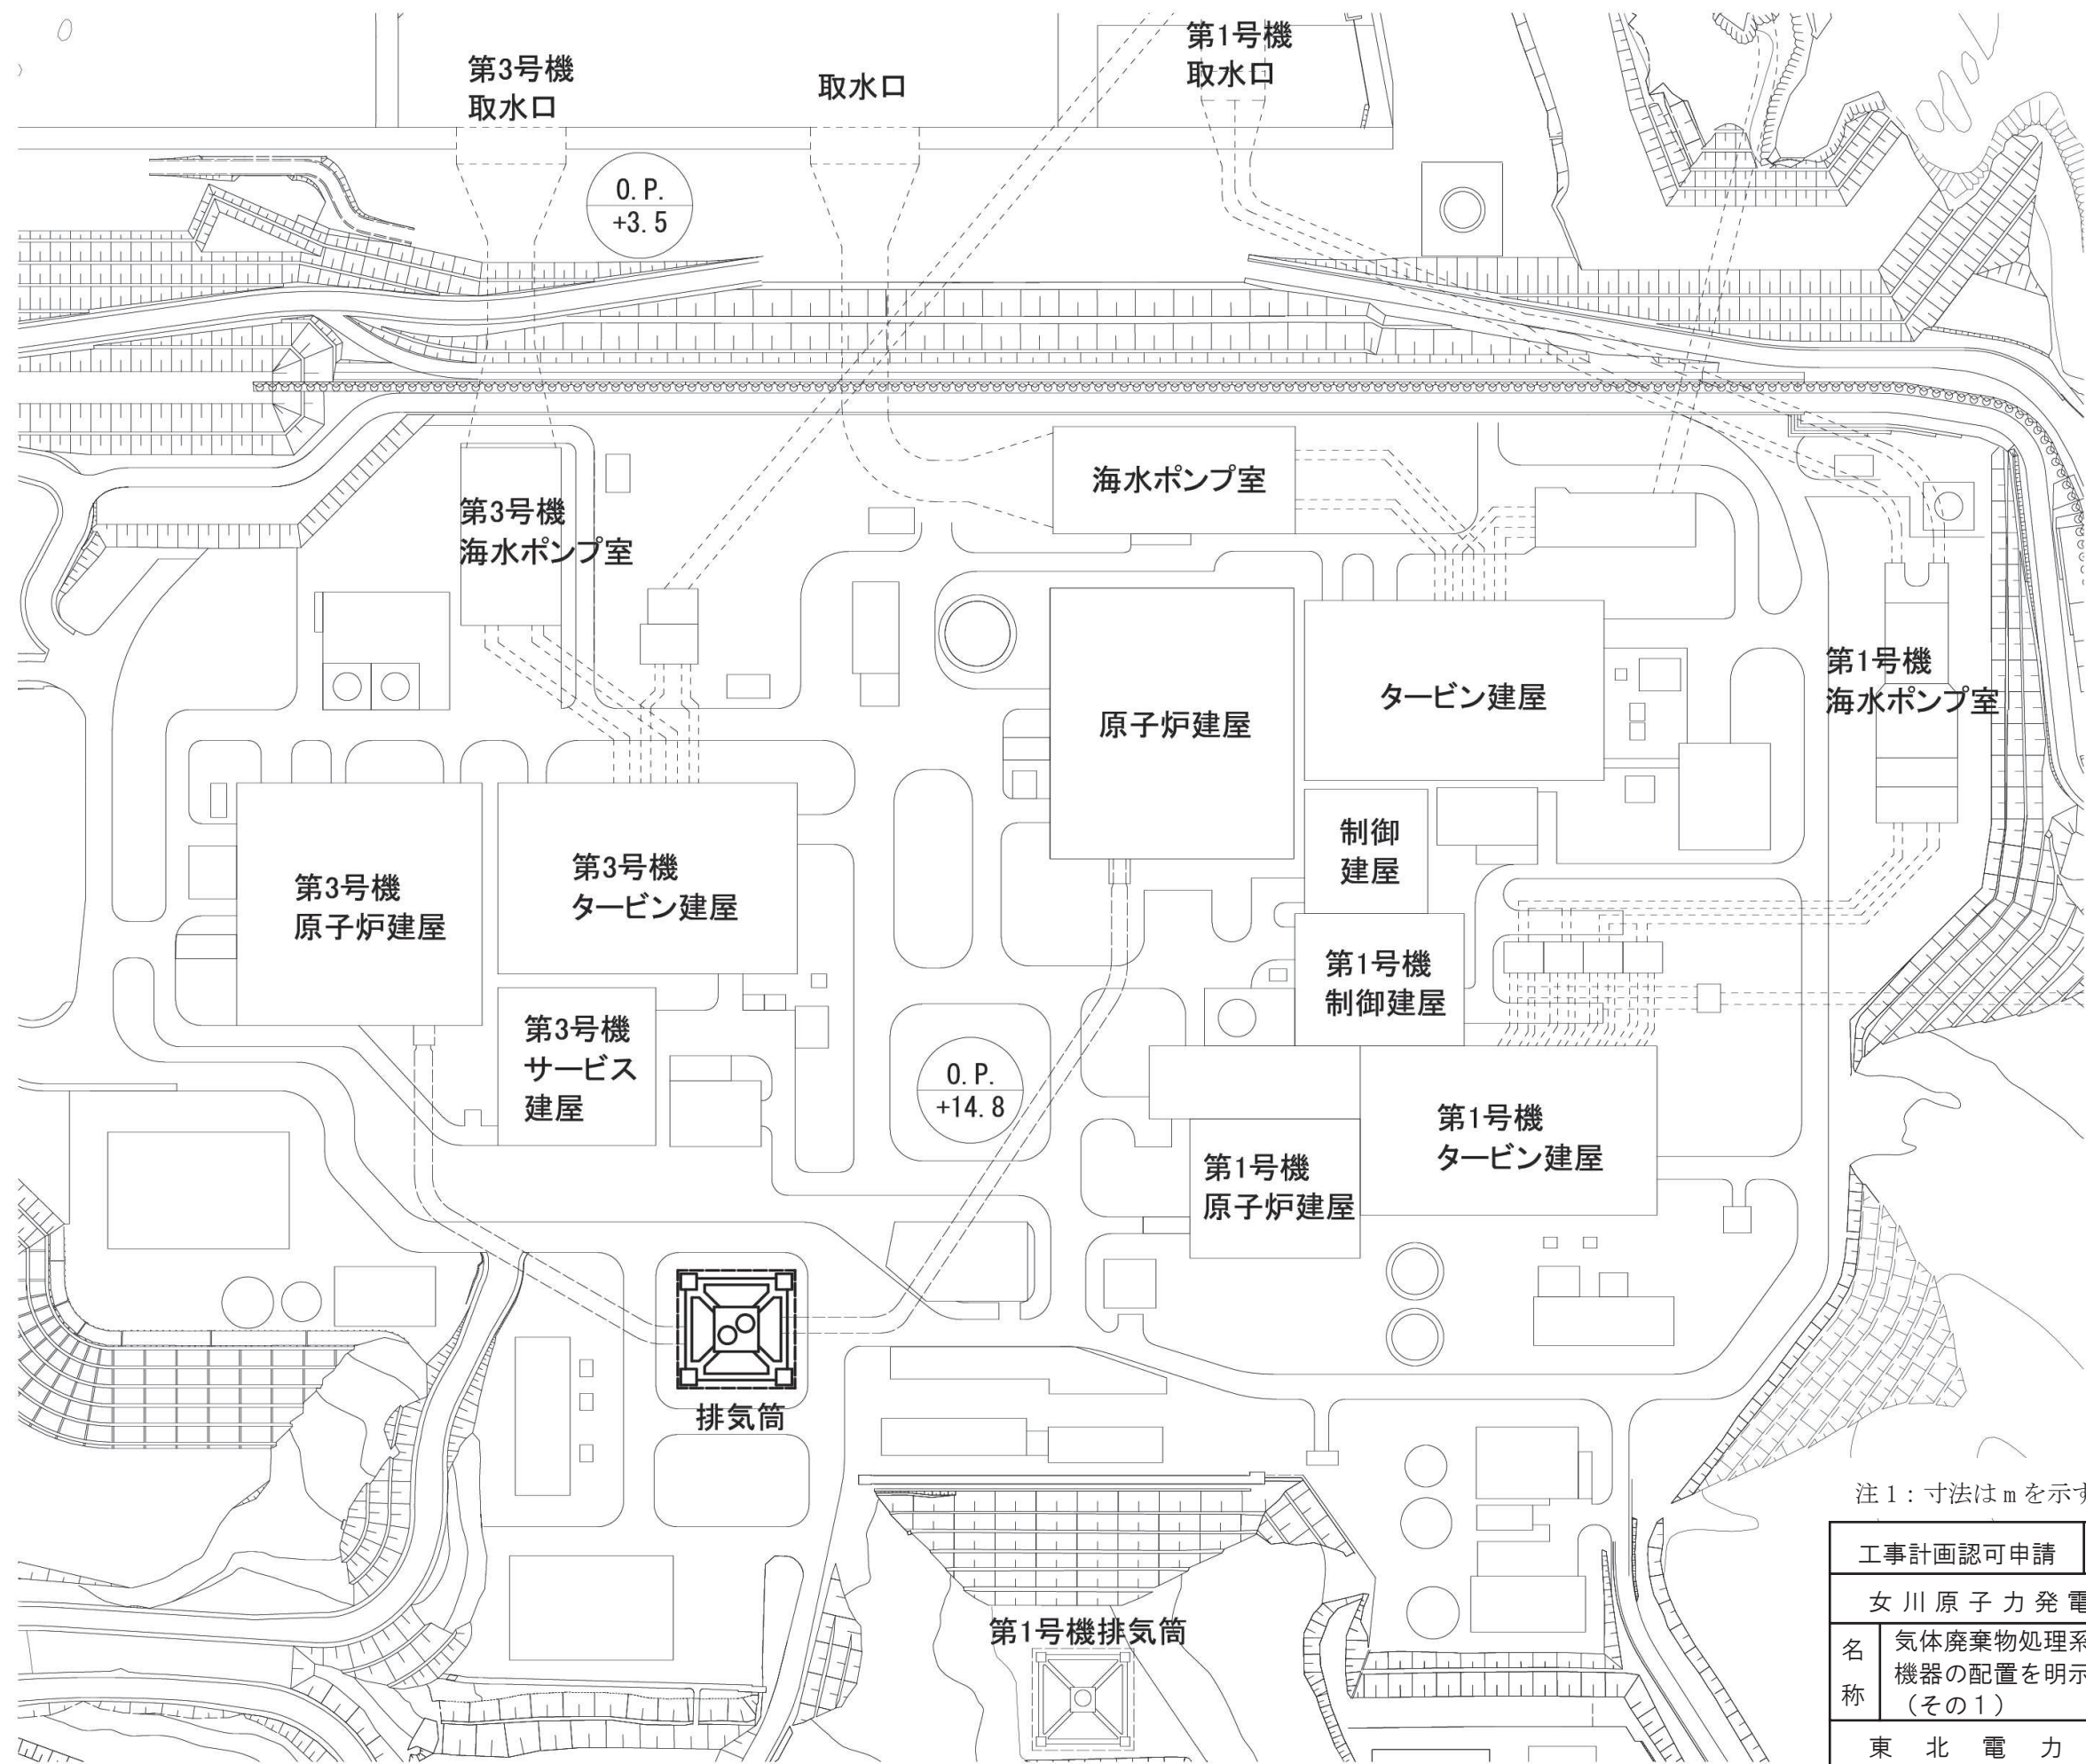 第3号機
取水口
取水口
第1号機
取水口
O.P.
+3.5
第3号機
海水ポンプ室
海水ポンプ室
原子炉建屋
タービン建屋
第1号機
海水ポンプ室
制御
建屋
第3号機
原子炉建屋
第3号機
タービン建屋
第1号機
制御建屋
第3号機
サービス
建屋
O.P.
+14.8
第1号機
タービン建屋
第1号機
原子炉建屋
排気筒
第1号機排気筒
注1:寸法はmを示す
工事計画認可申請
女川原子力発電
名称
気体廃棄物処理系
機器の配置を明示
(その1)
東北電力